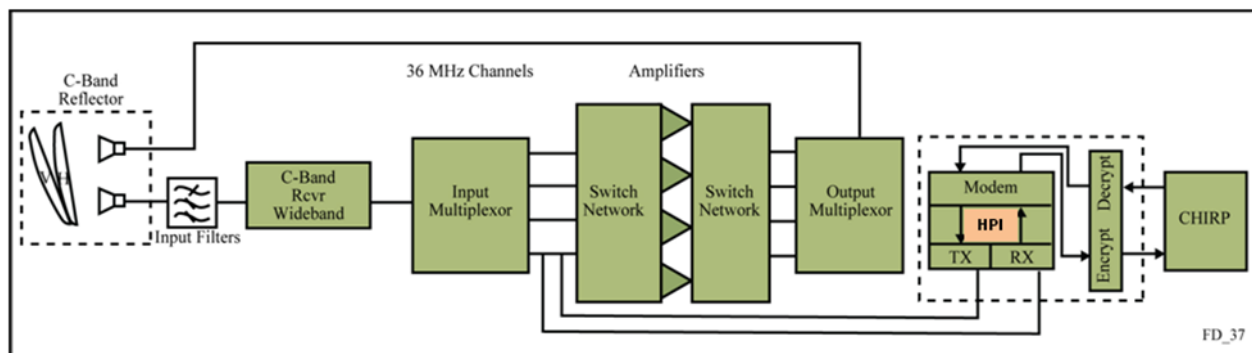 36 MHz Channels
Amplifiers
C-Band
Reflector
V H
Input Filters
C-Band
Rcvr
Wideband
Input
Multiplexor
Switch
Network
Switch
Network
Output
Multiplexor
Modem
HPI
TX
RX
Decrypt
Encrypt
CHIRP
FD_37